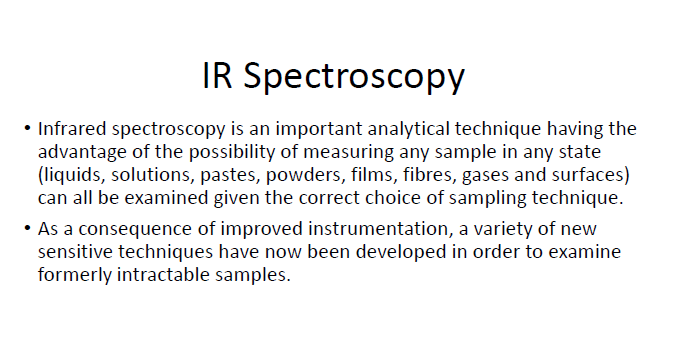 IR Spectroscopy
• Infrared spectroscopy is an important analytical technique having the
advantage of the possibility of measuring any sample in any state
(liquids, solutions, pastes, powders, films, fibres, gases and surfaces)
can all be examined given the correct choice of sampling technique.
• As a consequence of improved instrumentation, a variety of new
sensitive techniques have now been developed in order to examine
formerly intractable samples.